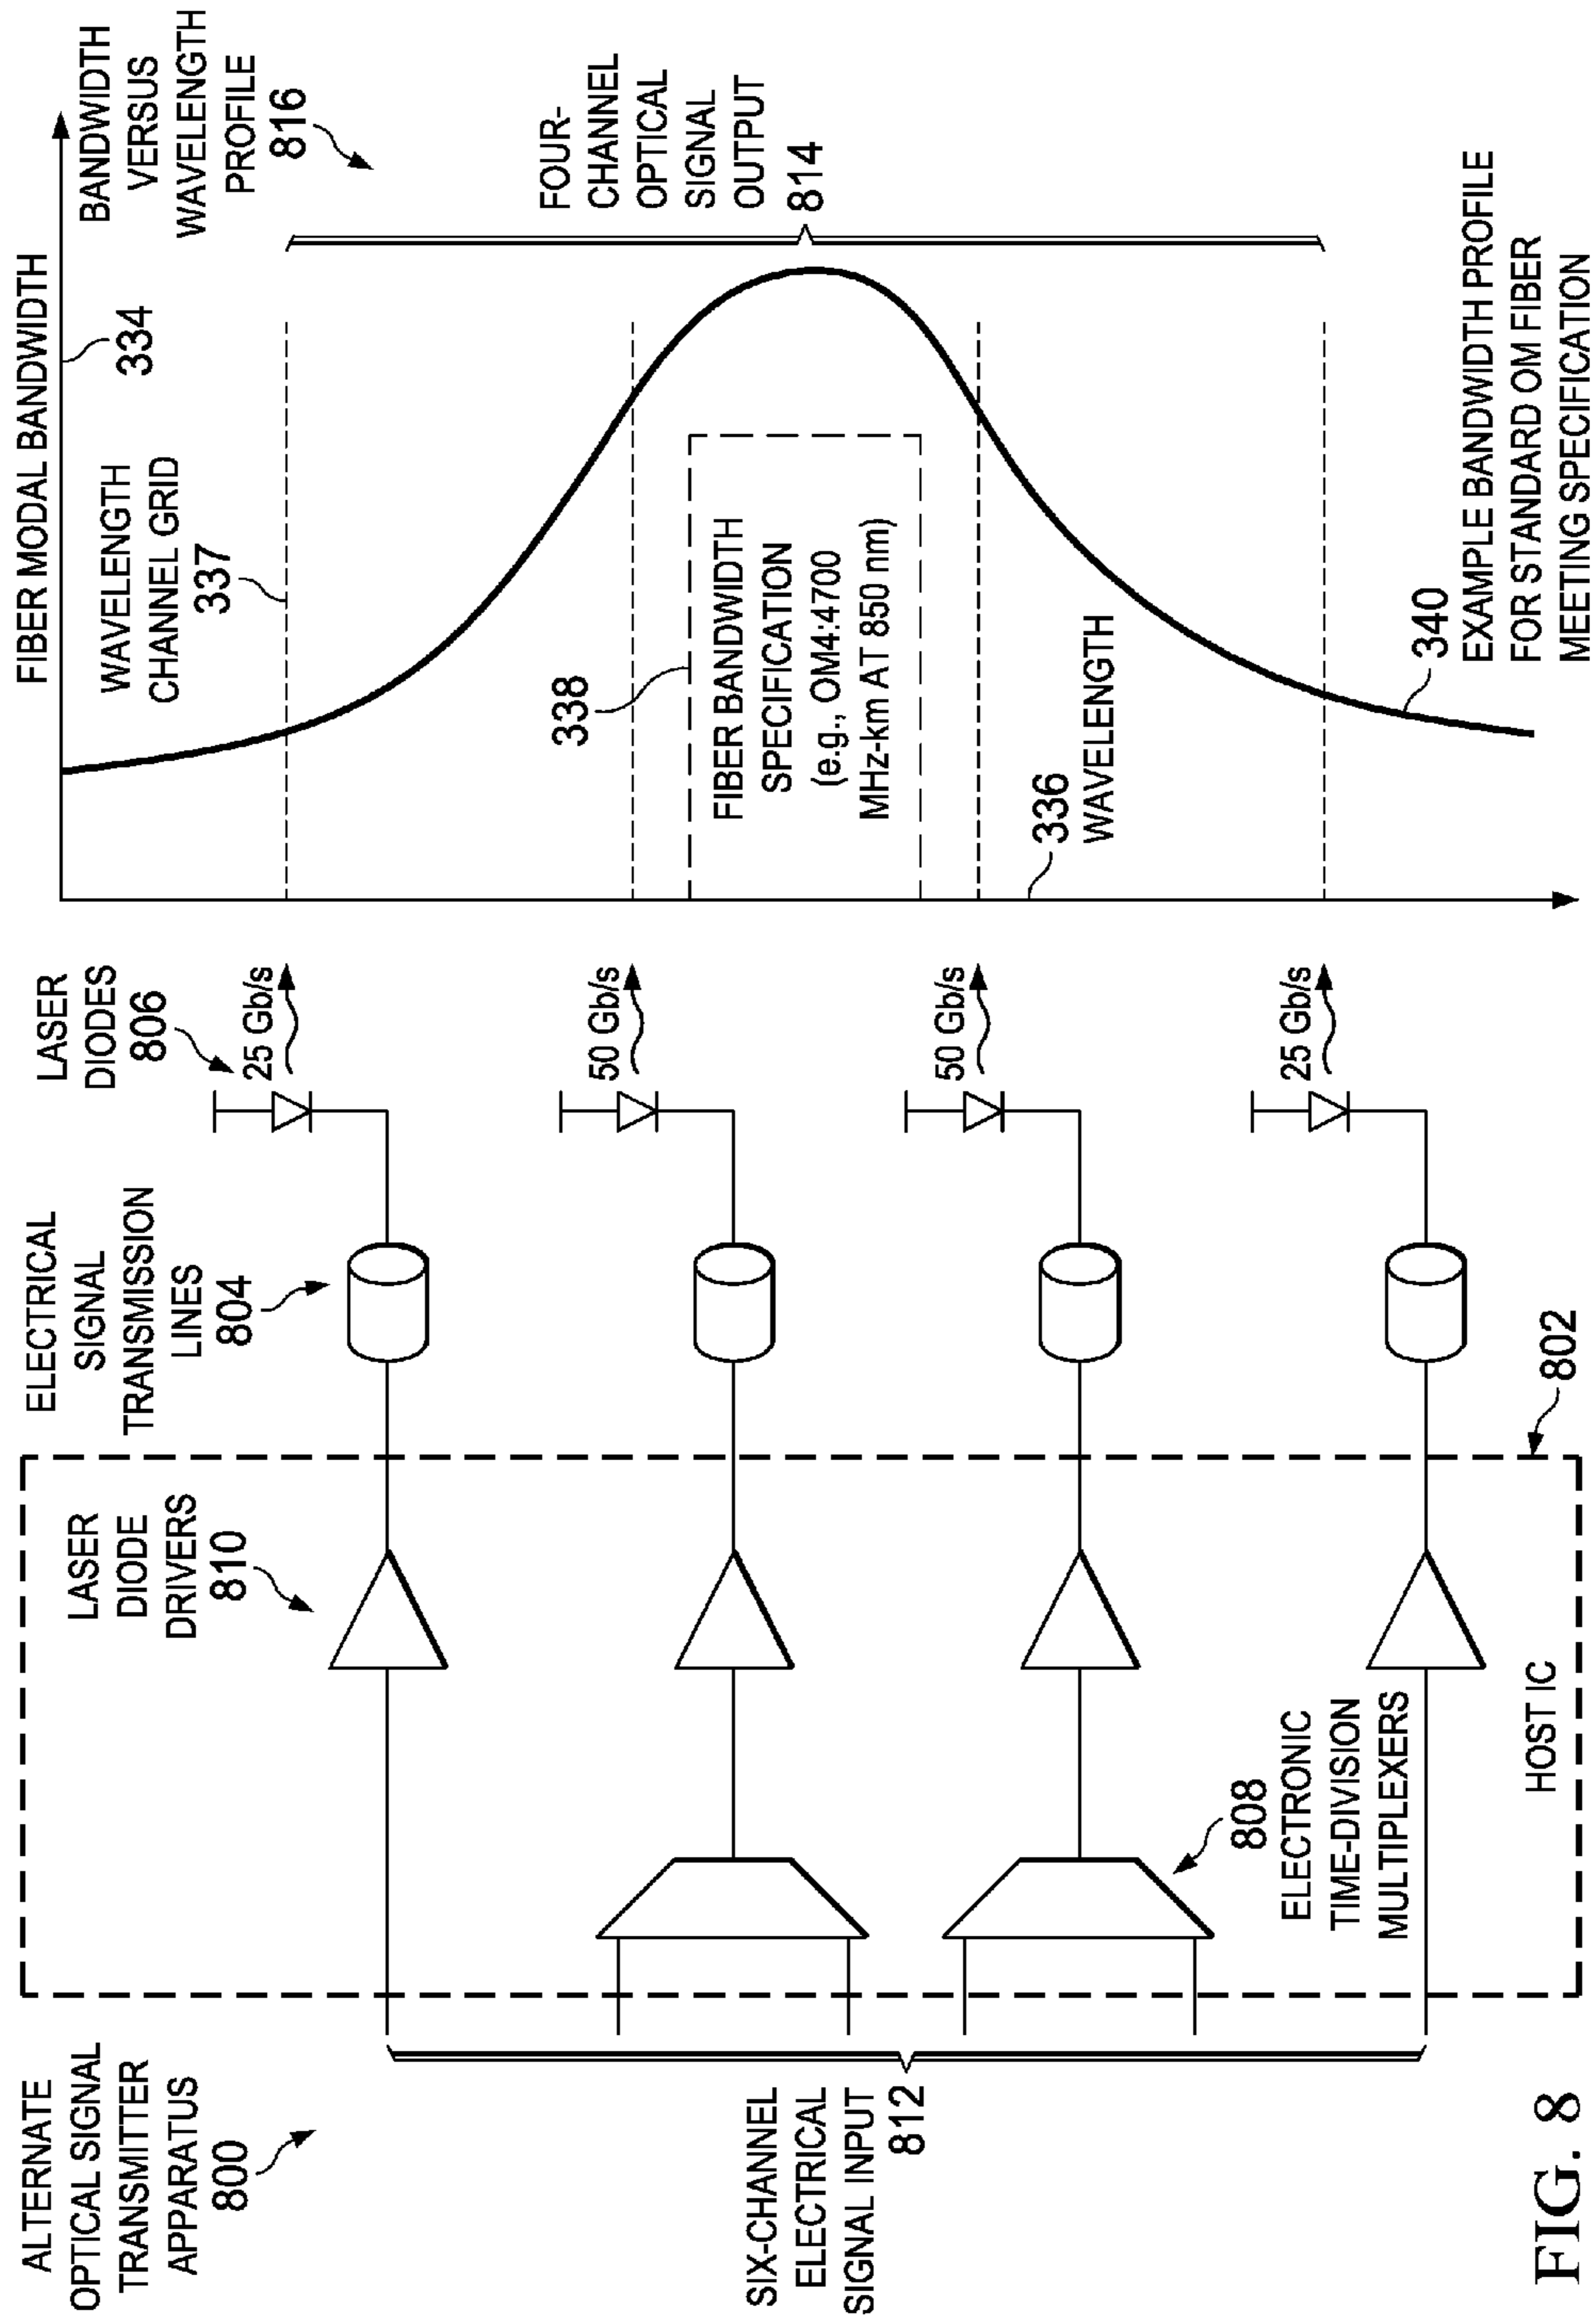 ALTERNATE
OPTICAL SIGNAL
TRANSMITTER
APPARATUS
800
SIX-CHANNEL
ELECTRICAL
SIGNAL INPUT
812
LASER
DIODE
DRIVERS
810
808
ELECTRONIC
TIME-DIVISION
MULTIPLEXERS
HOST IC
802
ELECTRICAL
SIGNAL
TRANSMISSION
LINES
804
LASER
DIODES
806
25 Gb/s
50 Gb/s
50 Gb/s
25 Gb/s
FIBER MODAL BANDWIDTH
334
WAVELENGTH
CHANNEL GRID
337
338
FIBER BANDWIDTH
SPECIFICATION
(e.g., OM4:4700
MHz-km AT 850 nm)
336
WAVELENGTH
BANDWIDTH
VERSUS
WAVELENGTH
PROFILE
816
FOUR-
CHANNEL
OPTICAL
SIGNAL
OUTPUT
814
340
EXAMPLE BANDWIDTH PROFILE
FOR STANDARD OM FIBER
MEETING SPECIFICATION
FIG. 8